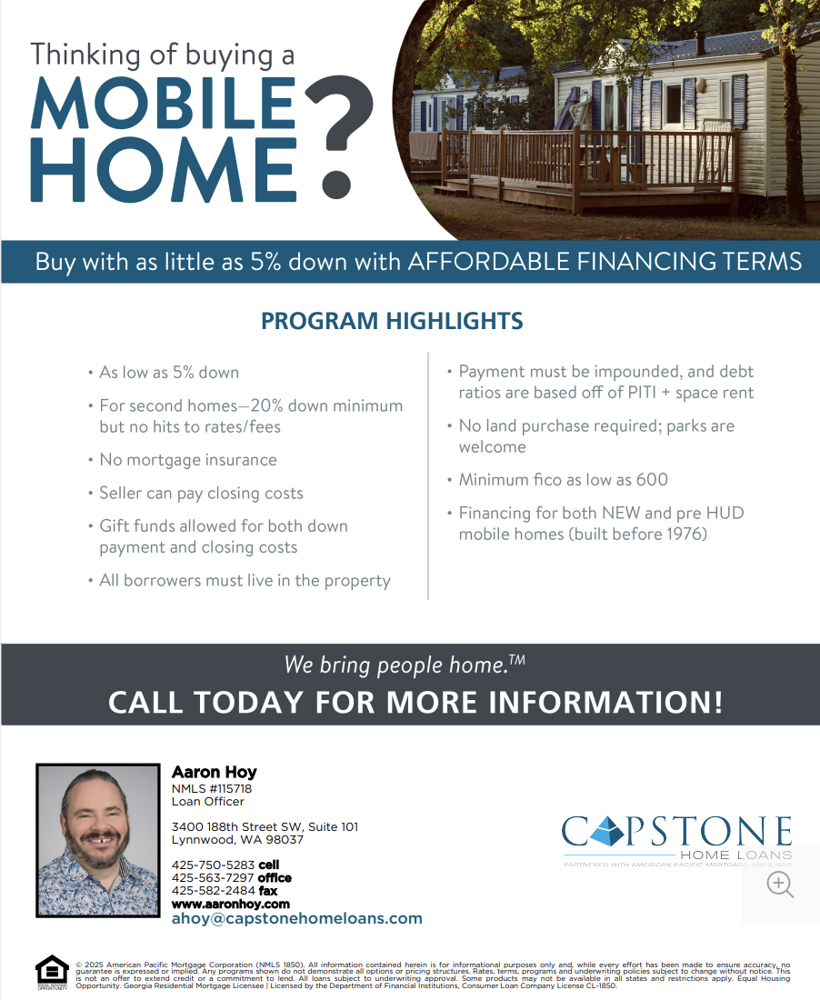 Thinking of buying a
MOBILE
HOME?
Buy with as little as 5% down with AFFORDABLE FINANCING TERMS
PROGRAM HIGHLIGHTS
• As low as 5% down
• For second homes—20% down minimum
but no hits to rates/fees
• No mortgage insurance
• Seller can pay closing costs
• Gift funds allowed for both down
payment and closing costs
• All borrowers must live in the property
• Payment must be impounded, and debt
ratios are based off of PITI + space rent
• No land purchase required; parks are
welcome
• Minimum fico as low as 600
• Financing for both NEW and pre HUD
mobile homes (built before 1976)
We bring people home.™
CALL TODAY FOR MORE INFORMATION!
Aaron Hoy
NMLS #115718
Loan Officer
3400 188th Street SW, Suite 101
Lynnwood, WA 98037
425-750-5283 cell
425-563-7297 office
425-582-2484 fax
www.aaronhoy.com
ahoy@capstonehomeloans.com
CAPSTONE
HOME LOANS
PARTNERED WITH AMERICAN PACIFIC MORTGAGE,
EQUAL HOUSING
OPPORTUNITY
© 2025 American Pacific Mortgage Corporation (NMLS 1850). All information contained herein is for informational purposes only and, while every effort has been made to ensure accuracy, no
guarantee is expressed or implied. Any programs shown do not demonstrate all options or pricing structures. Rates, terms, programs and underwriting policies subject to change without notice. This
is not an offer to extend credit or a commitment to lend. All loans subject to underwriting approval. Some products may not be available in all states and restrictions apply. Equal Housing
Opportunity. Georgia Residential Mortgage Licensee | Licensed by the Department of Financial Institutions, Consumer Loan Company License CL-1850.